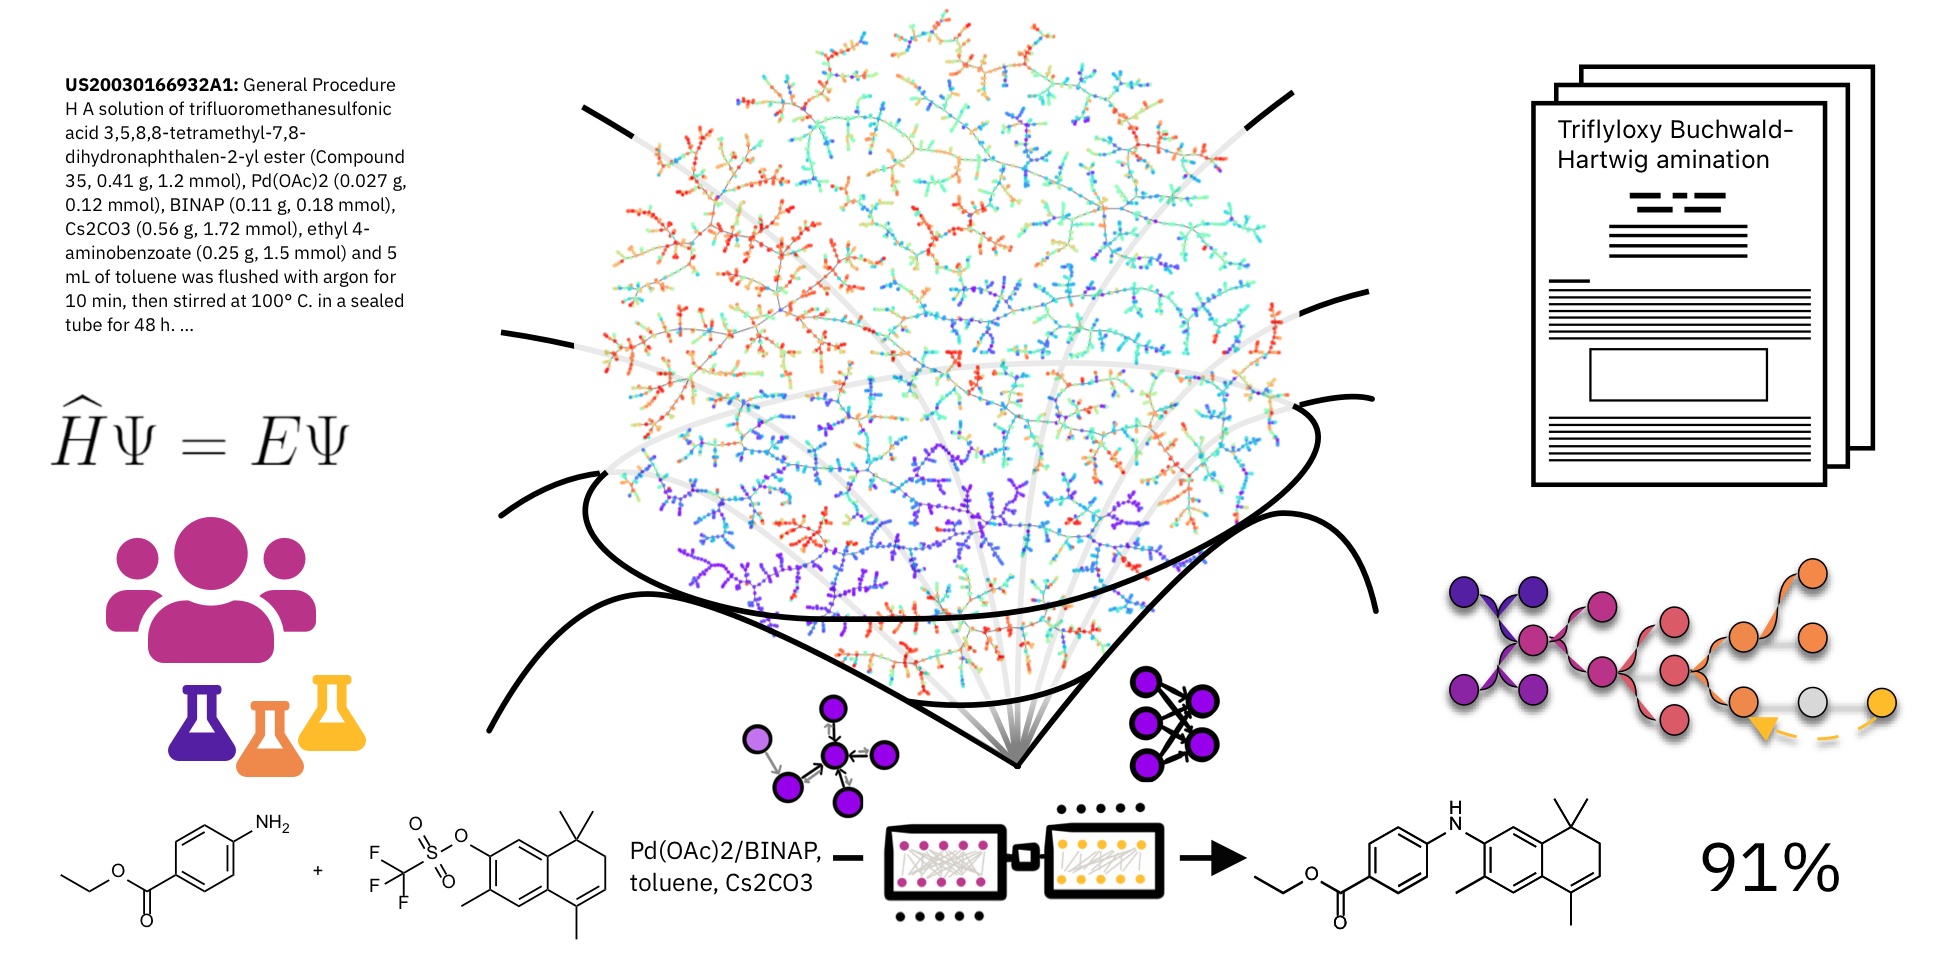 US20030166932A1: General Procedure
H A solution of trifluoromethanesulfonic
acid 3,5,8,8-tetramethyl-7,8-
dihydronaphthalen-2-yl ester (Compound
35, 0.41 g, 1.2 mmol), Pd(OAc)2 (0.027 g,
0.12 mmol), BINAP (0.11 g, 0.18 mmol),
Cs2CO3 (0.56 g, 1.72 mmol), ethyl 4-
aminobenzoate (0.25 g, 1.5 mmol) and 5
mL of toluene was flushed with argon for
10 min, then stirred at 100° C. in a sealed
tube for 48 h. ...
ĤΨ = EΨ
Triflyloxy Buchwald-
Hartwig amination
NH2
O
O
+
F
F
F
O
S
O
O
Pd(OAc)2/BINAP,
toluene, Cs2CO3
H
N
O
O
91%